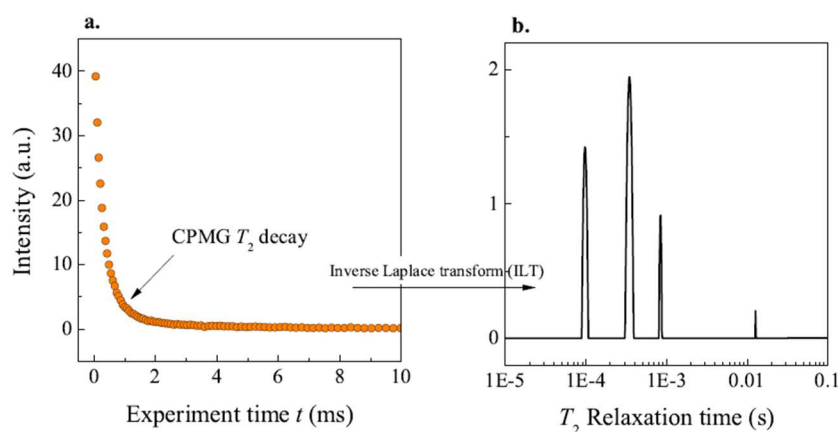 a.
40
30
20
10
0
0 2 4 6 8 10
Intensity (a.u.)
Experiment time t (ms)
CPMG T2 decay
Inverse Laplace transform (ILT)
b.
2
1
0
1E-5 1E-4 1E-3 0.01 0.1
T2 Relaxation time (s)